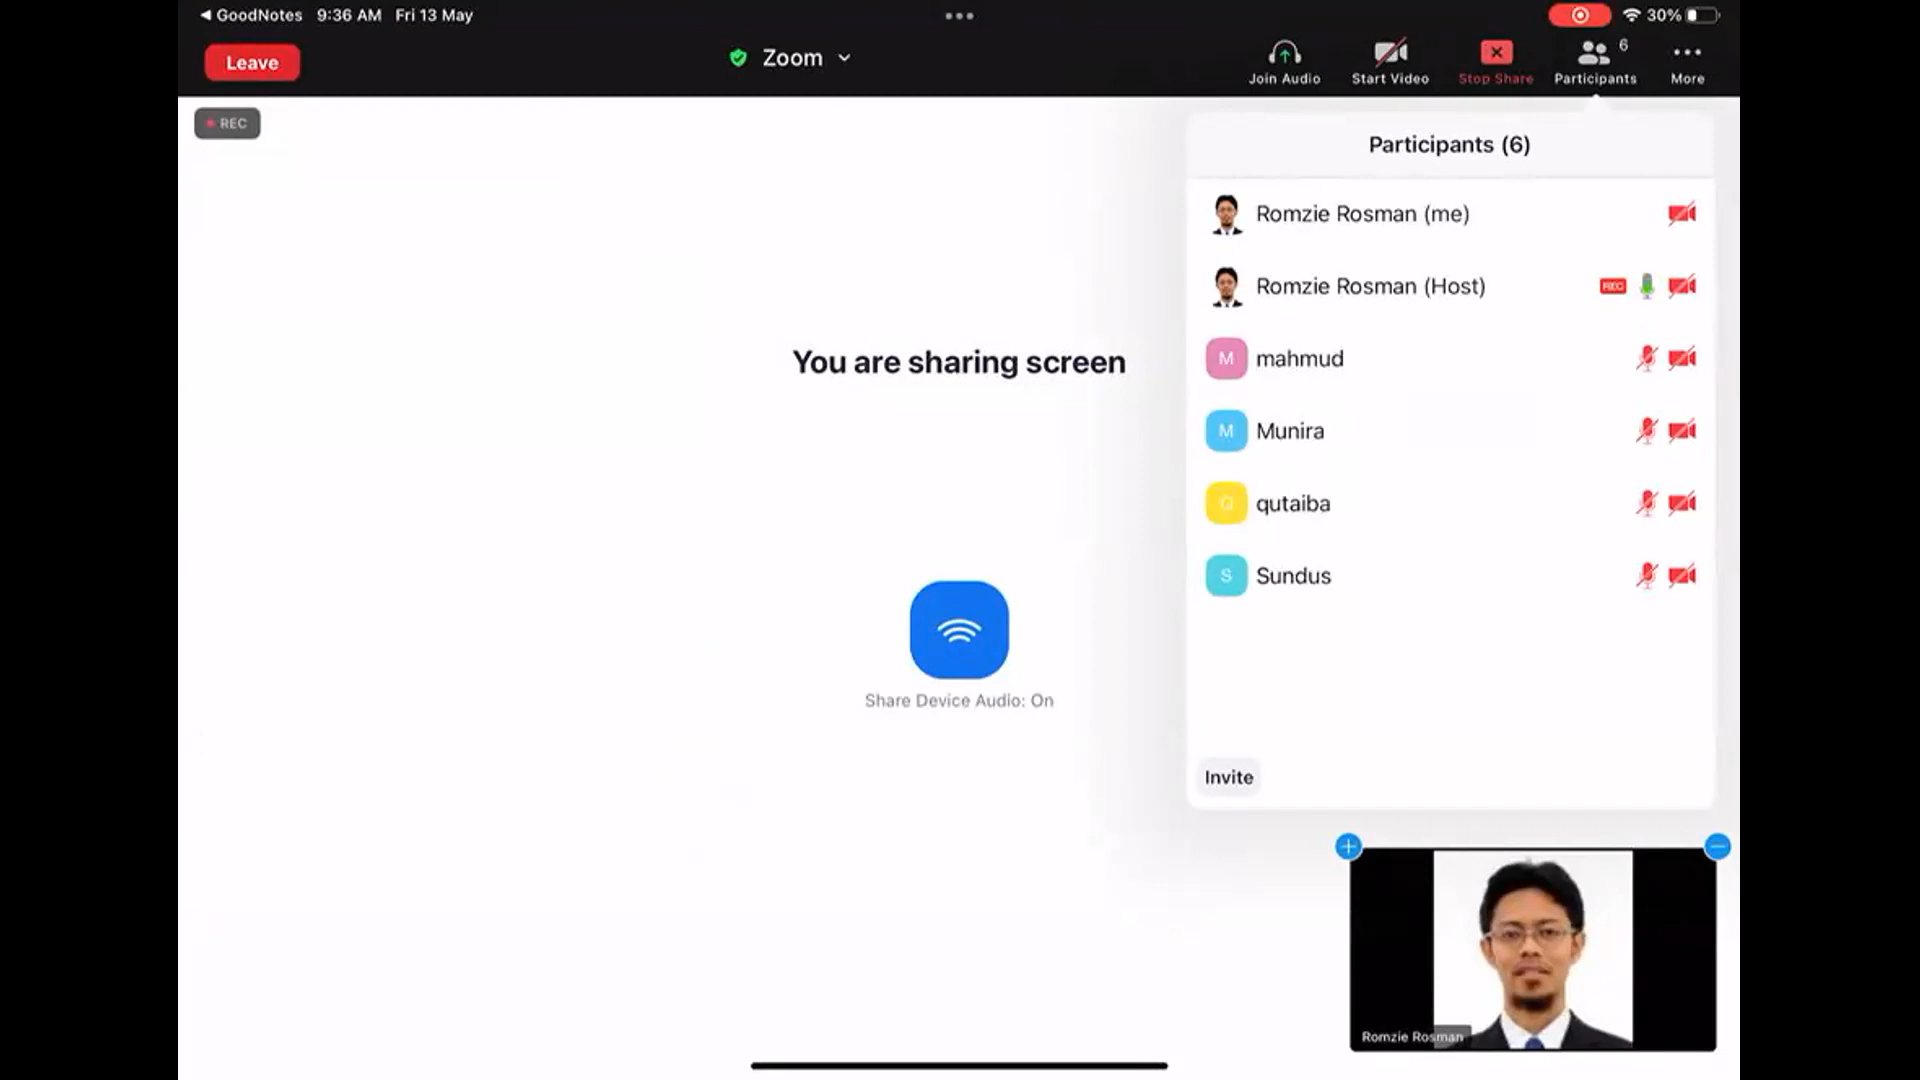 ◀ GoodNotes 9:36 AM Fri 13 May
30%
Leave
Zoom
Join Audio
Start Video
Stop Share
Participants
6
More
REC
Participants (6)
Romzie Rosman (me)
Romzie Rosman (Host)
REC
M mahmud
M Munira
Q qutaiba
S Sundus
You are sharing screen
Share Device Audio: On
Invite
Romzie Rosman